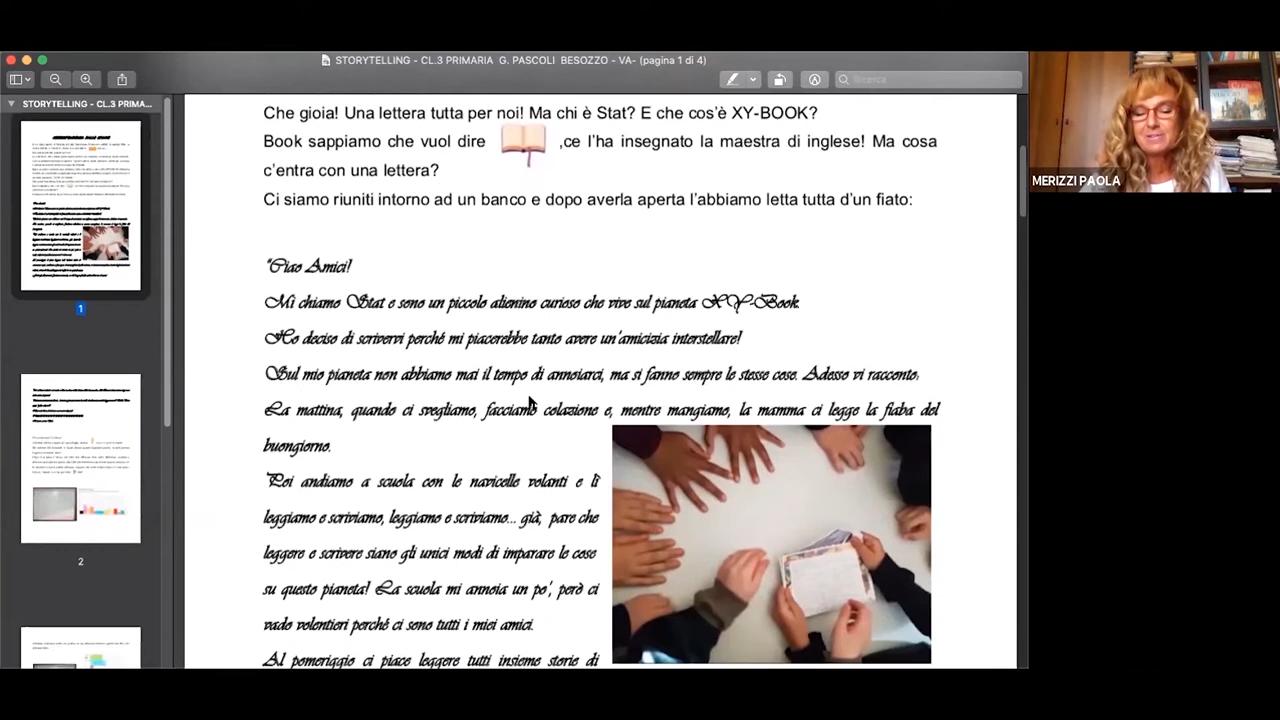 STORYTELLING - CL.3 PRIMARIA G. PASCOLI BESOZZO - VA- (pagina 1 di 4)
Ricerca
STORYTELLING - CL.3 PRIMA...
1
2
Che gioia! Una lettera tutta per noi! Ma chi è Stat? E che cos'è XY-BOOK?
Book sappiamo che vuol dire ,ce l'ha insegnato la maestra di inglese! Ma cosa
c'entra con una lettera?
Ci siamo riuniti intorno ad un banco e dopo averla aperta l'abbiamo letta tutta d'un fiato:
"Ciao Amici!
Mi chiamo Stat e sono un piccolo alienino curioso che vive sul pianeta XY-Book.
Ho deciso di scrivervi perché mi piacerebbe tanto avere un'amicizia interstellare!
Sul mio pianeta non abbiamo mai il tempo di annoiarci, ma si fanno sempre le stesse cose. Adesso vi racconto:
La mattina, quando ci svegliamo, facciamo colazione e, mentre mangiamo, la mamma ci legge la fiaba del
buongiorno.
Poi andiamo a scuola con le navicelle volanti e lì
leggiamo e scriviamo, leggiamo e scriviamo... già, pare che
leggere e scrivere siano gli unici modi di imparare le cose
su questo pianeta! La scuola mi annoia un po', però ci
vado volentieri perché ci sono tutti i miei amici.
Al pomeriggio ci piace leggere tutti insieme storie di
MERIZZI PAOLA